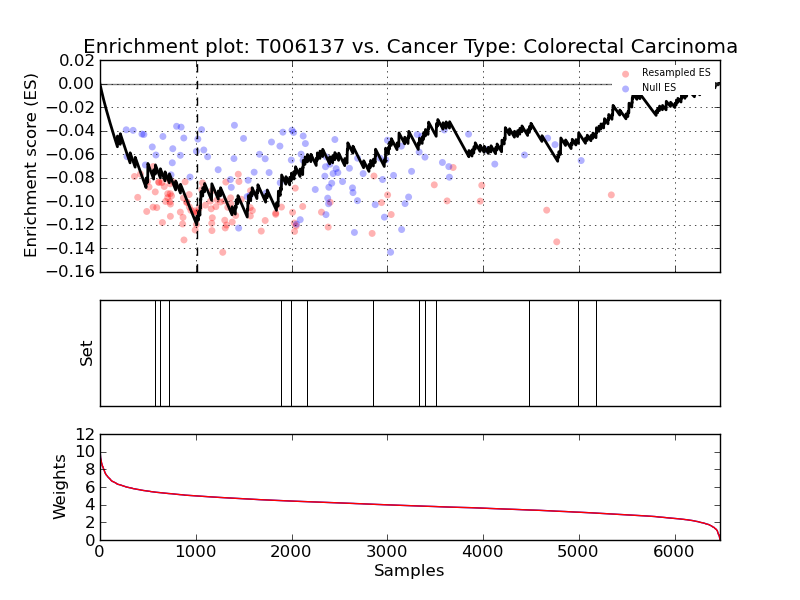 Enrichment plot: T006137 vs. Cancer Type: Colorectal Carcinoma
0.02
0.00
−0.02
−0.04
−0.06
−0.08
−0.10
−0.12
−0.14
−0.16
Enrichment score (ES)
Resampled ES
Null ES
Set
12
10
8
6
4
2
0
Weights
0 1000 2000 3000 4000 5000 6000
Samples